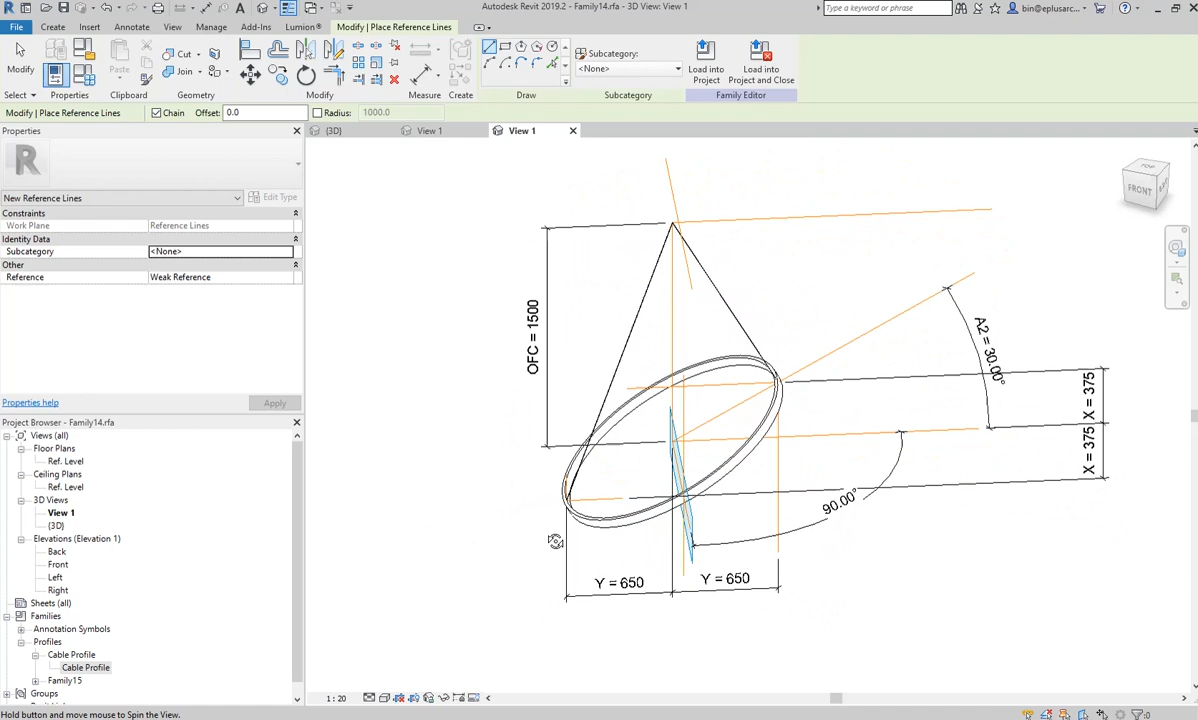 Autodesk Revit 2019.2 - Family14.rfa - 3D View: View 1
Type a keyword or phrase
bin@eplusarc...
File Create Insert Annotate View Manage Add-Ins Lumion® Modify | Place Reference Lines
Modify
Paste
Cut
Join
Subcategory:
<None>
Load into Project
Load into Project and Close
Select Properties Clipboard Geometry Modify Measure Create Draw Subcategory Family Editor
Modify | Place Reference Lines Chain Offset: 0.0 Radius: 1000.0
Properties
{3D} View 1 View 1
New Reference Lines Edit Type
Constraints
Work Plane Reference Lines
Identity Data
Subcategory <None>
Other
Reference Weak Reference
Properties help Apply
Project Browser - Family14.rfa
Views (all)
Floor Plans
Ref. Level
Ceiling Plans
Ref. Level
3D Views
View 1
{3D}
Elevations (Elevation 1)
Back
Front
Left
Right
Sheets (all)
Families
Annotation Symbols
Profiles
Cable Profile
Cable Profile
Family15
Groups
TOP
FRONT
OFC = 1500
A2 = 30.00°
X = 375
X = 375
90.00°
Y = 650
Y = 650
1 : 20
Hold button and move mouse to Spin the View.
:0